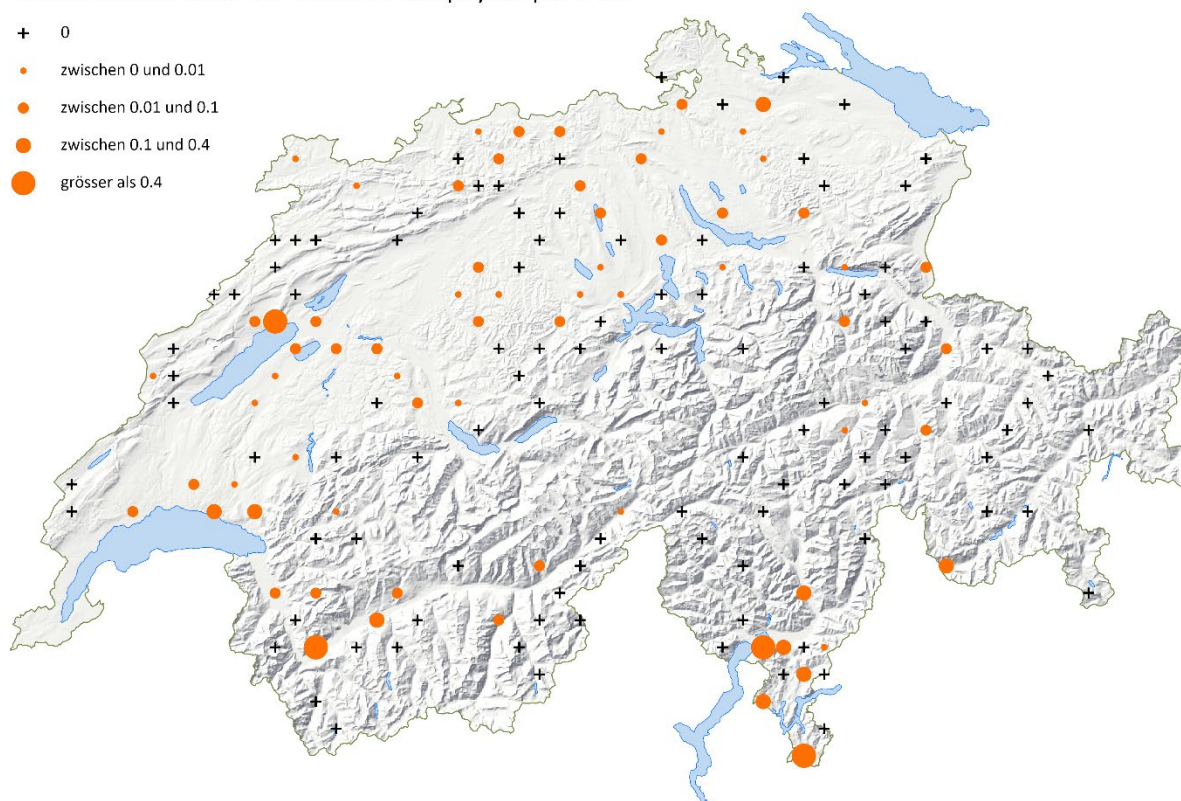 0
zwischen 0 und 0.01
zwischen 0.01 und 0.1
zwischen 0.1 und 0.4
grösser als 0.4